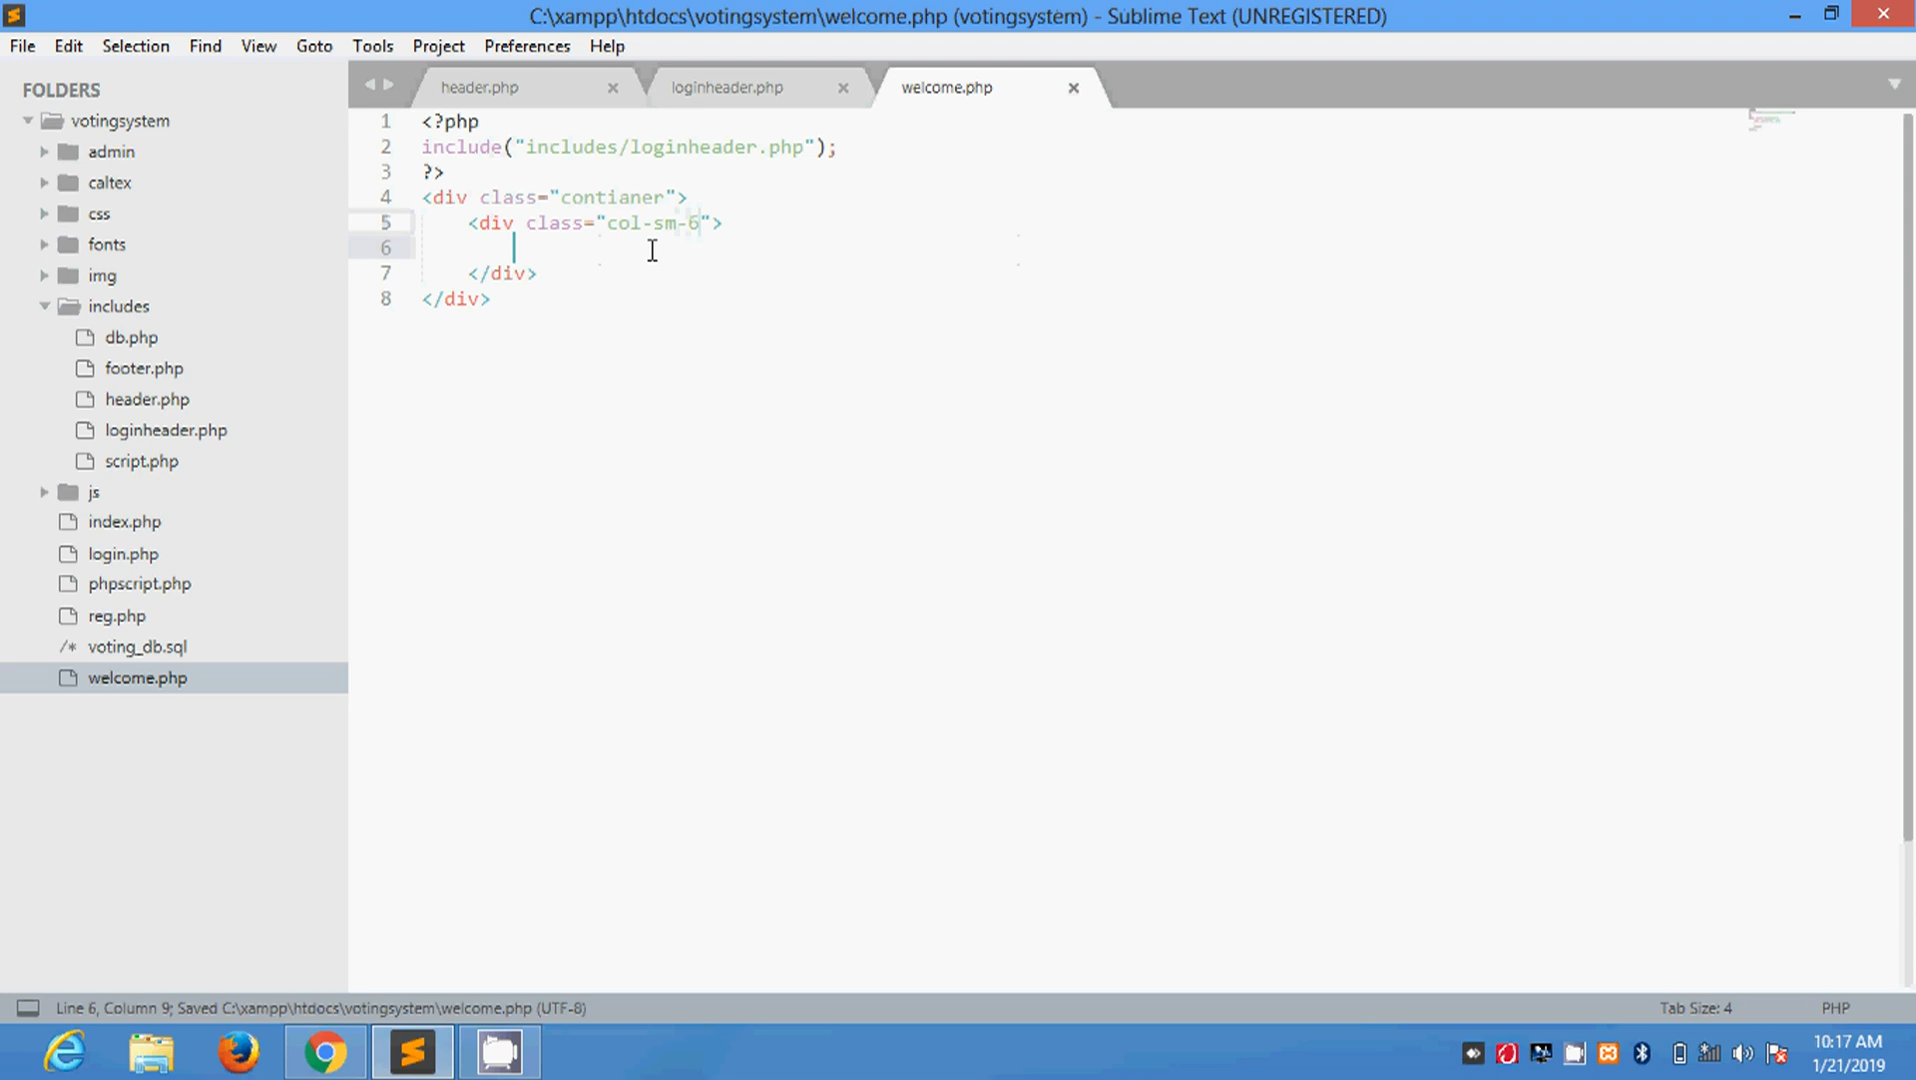 C:\xampp\htdocs\votingsystem\welcome.php (votingsystem) - Sublime Text (UNREGISTERED)
File Edit Selection Find View Goto Tools Project Preferences Help
FOLDERS
votingsystem
admin
caltex
css
fonts
img
includes
db.php
footer.php
header.php
loginheader.php
script.php
js
index.php
login.php
phpscript.php
reg.php
/* voting_db.sql
welcome.php
header.php loginheader.php welcome.php
1 <?php
2 include("includes/loginheader.php");
3 ?>
4 <div class="contianer">
5 <div class="col-sm-6">
6
7 </div>
8 </div>
Line 6, Column 9; Saved C:\xampp\htdocs\votingsystem\welcome.php (UTF-8)
Tab Size: 4 PHP
10:17 AM
1/21/2019